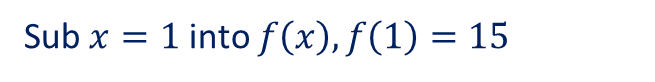 Sub 𝑥 = 1 into 𝑓(𝑥), 𝑓(1) = 15